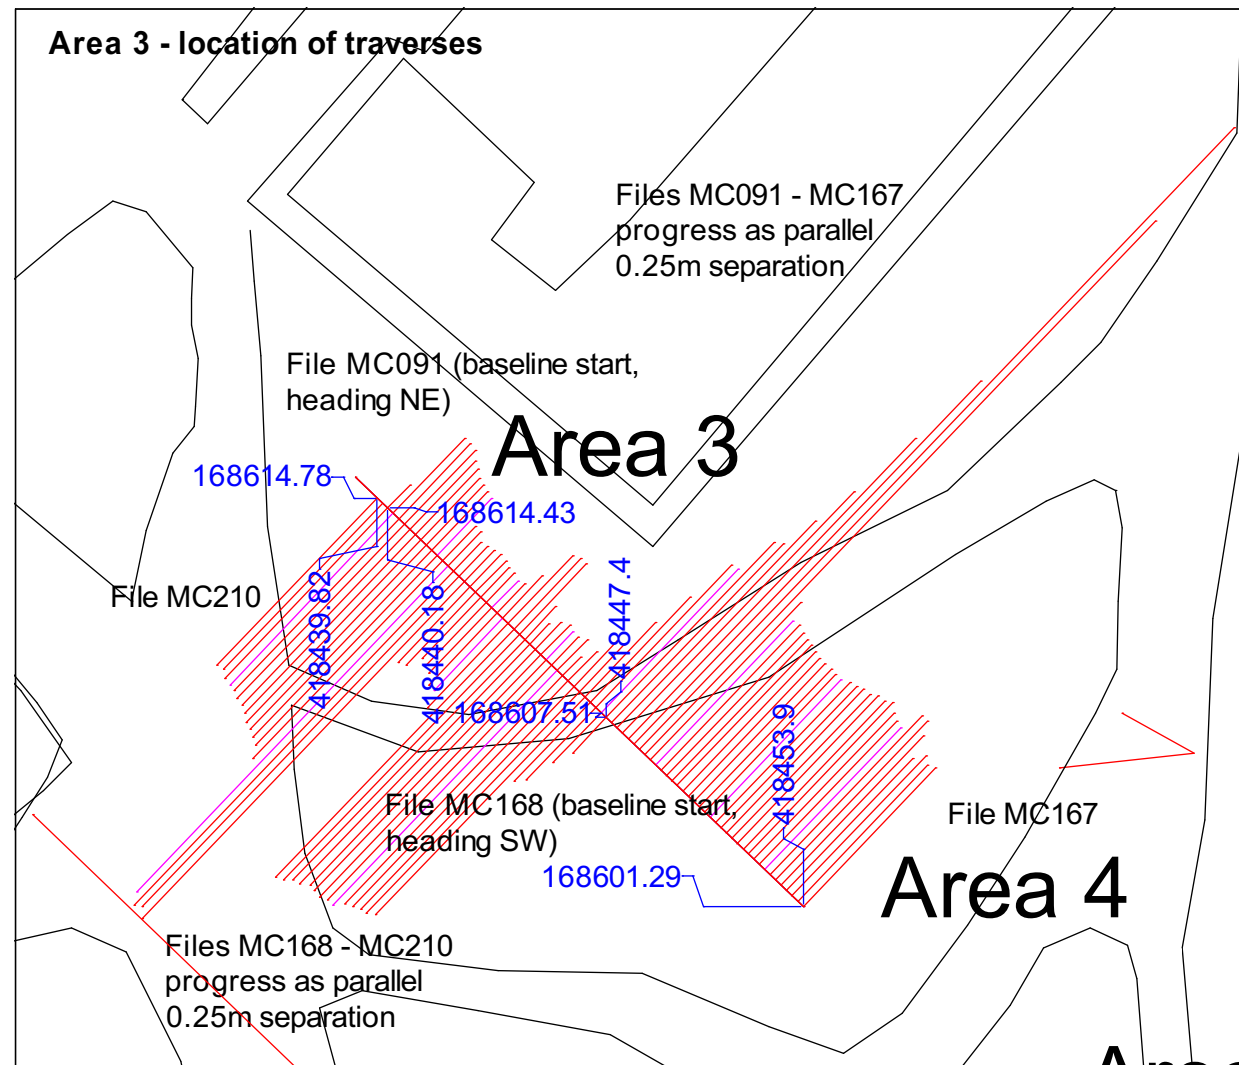 Area 3 - location of traverses
Files MC091 - MC167
progress as parallel
0.25m separation
File MC091 (baseline start,
heading NE)
Area 3
168614.78
168614.43
File MC210
418439.82
418440.18
418447.4
168607.51
418453.9
File MC168 (baseline start,
heading SW)
168601.29
File MC167
Area 4
Files MC168 - MC210
progress as parallel
0.25m separation